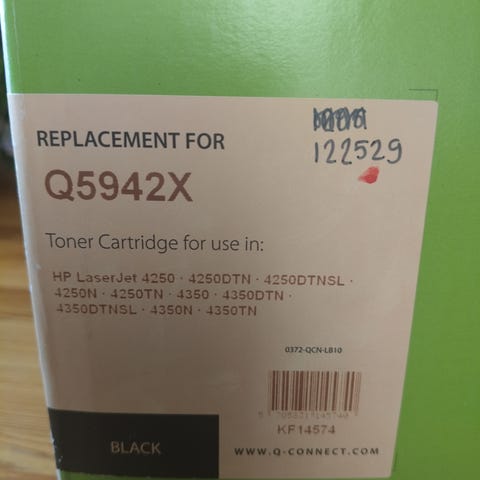 REPLACEMENT FOR
122529
Q5942X
Toner Cartridge for use in:
HP LaserJet 4250 · 4250DTN · 4250DTNSL ·
4250N · 4250TN · 4350 · 4350DTN ·
4350DTNSL · 4350N · 4350TN
0372-QCN-LB10
KF14574
BLACK
WWW.Q-CONNECT.COM